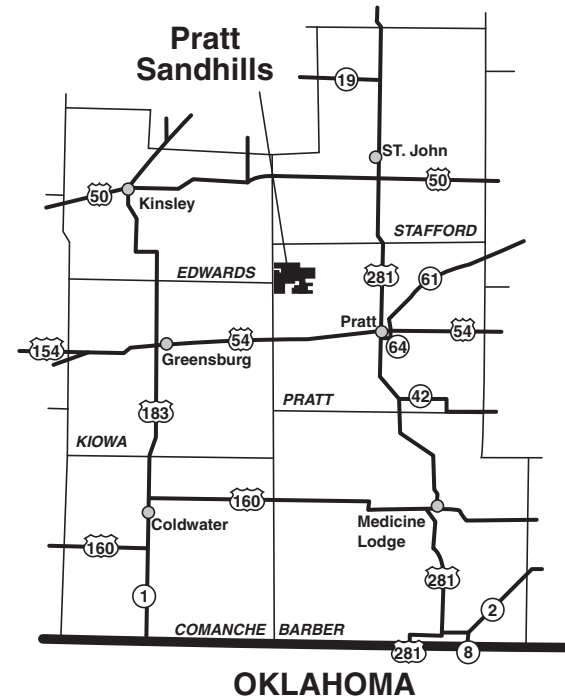 Pratt
Sandhills
19
ST. John
50
50
Kinsley
STAFFORD
EDWARDS
281
61
Pratt
54
54
154
Greensburg
64
183
42
PRATT
KIOWA
160
Coldwater
Medicine
Lodge
160
281
1
2
COMANCHE
BARBER
281
8
OKLAHOMA